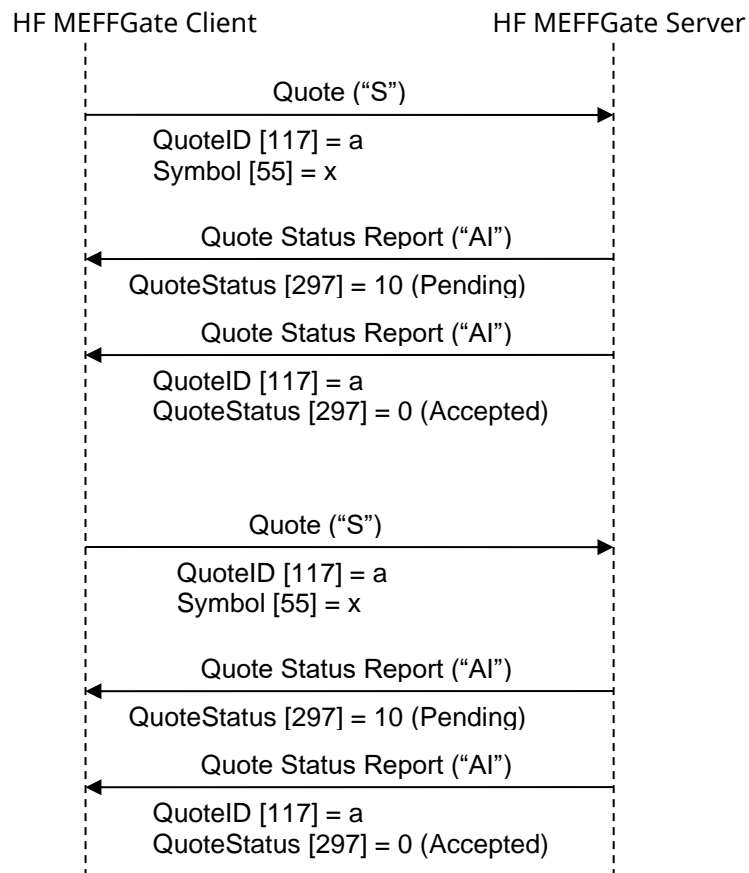 HF MEFFGate Client HF MEFFGate Server
Quote (“S”)
QuoteID [117] = a
Symbol [55] = x
Quote Status Report (“AI”)
QuoteStatus [297] = 10 (Pending)
Quote Status Report (“AI”)
QuoteID [117] = a
QuoteStatus [297] = 0 (Accepted)
Quote (“S”)
QuoteID [117] = a
Symbol [55] = x
Quote Status Report (“AI”)
QuoteStatus [297] = 10 (Pending)
Quote Status Report (“AI”)
QuoteID [117] = a
QuoteStatus [297] = 0 (Accepted)